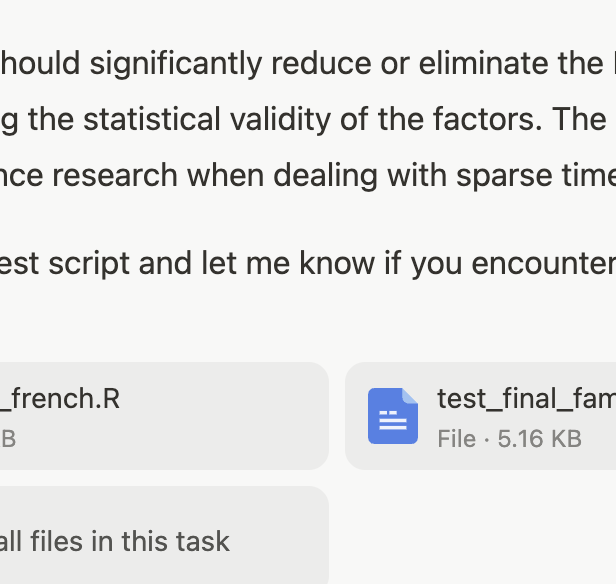 hould significantly reduce or eliminate the
g the statistical validity of the factors. The
nce research when dealing with sparse time
est script and let me know if you encounter
_french.R
B
test_final_fam
File · 5.16 KB
all files in this task